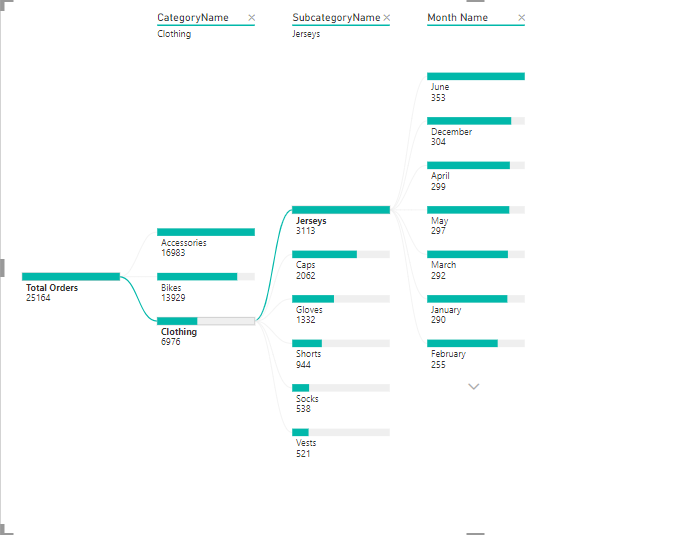 CategoryName
Clothing
SubcategoryName
Jerseys
Month Name
Total Orders
25164
Accessories
16983
Bikes
13929
Clothing
6976
Jerseys
3113
Caps
2062
Gloves
1332
Shorts
944
Socks
538
Vests
521
June
353
December
304
April
299
May
297
March
292
January
290
February
255